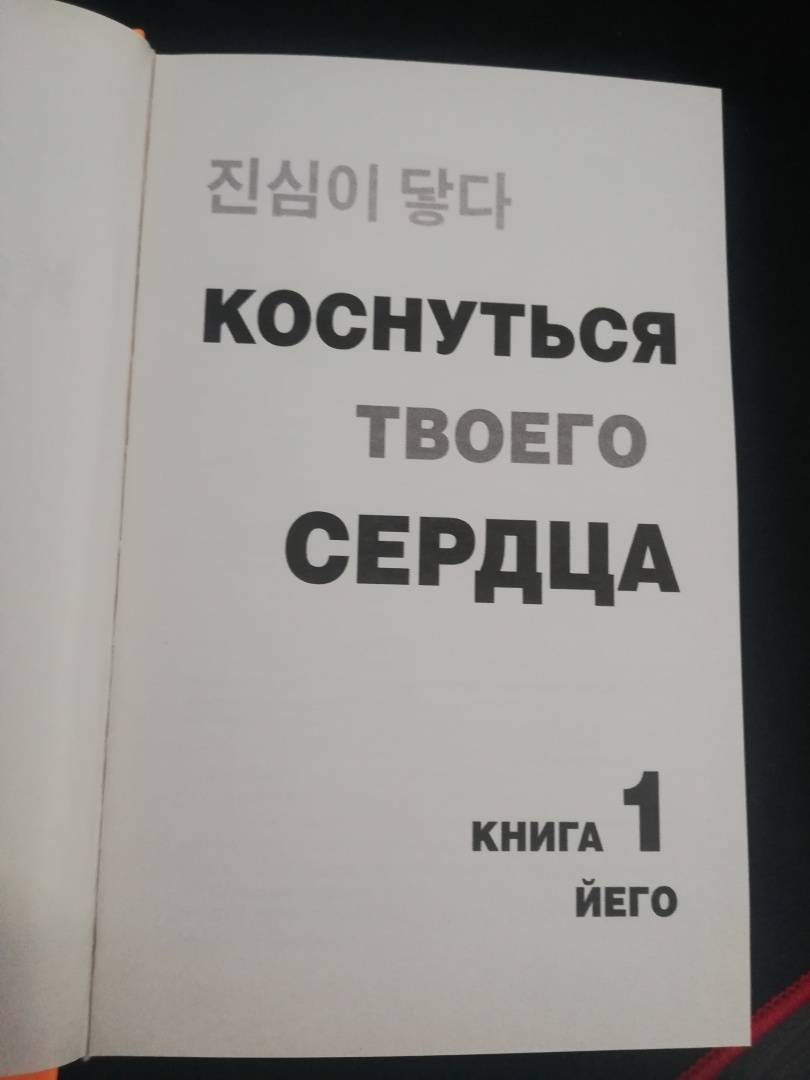 진심이 닿다
КОСНУТЬСЯ
ТВОЕГО
СЕРДЦА
КНИГА 1
ЙЕГО